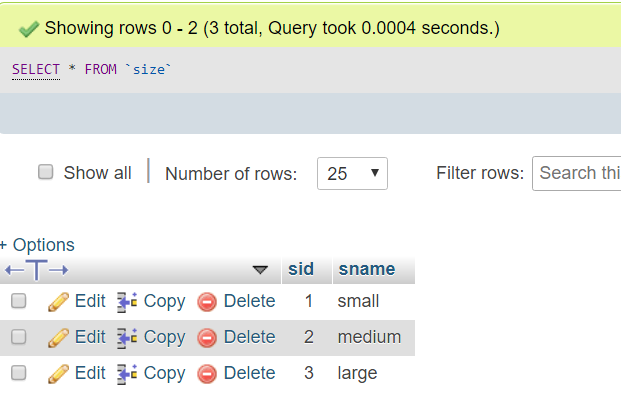 Showing rows 0 - 2 (3 total, Query took 0.0004 seconds.)
SELECT * FROM `size`
Show all | Number of rows: 25 Filter rows: Search thi
+ Options
sid sname
Edit Copy Delete 1 small
Edit Copy Delete 2 medium
Edit Copy Delete 3 large